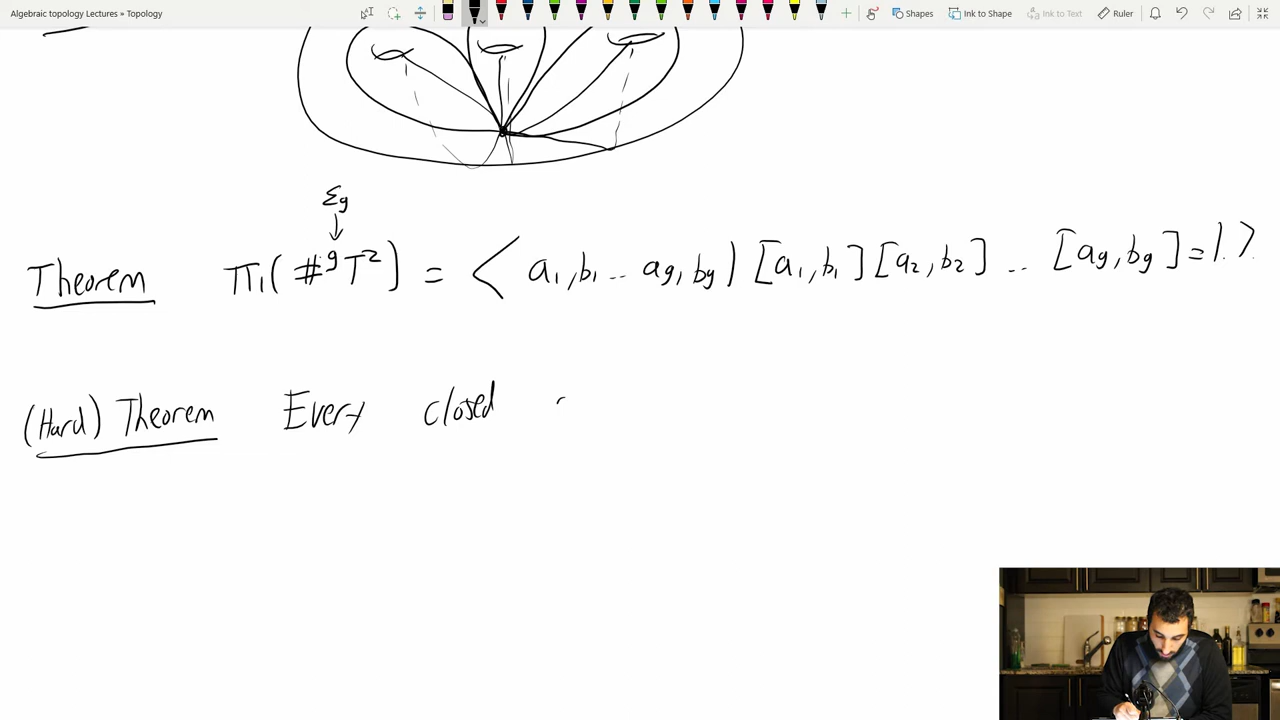 Algebraic topology Lectures » Topology
Shapes
Ink to Shape
Ink to Text
Ruler
Σg
↓
Theorem π₁(#ᵍT²) = < a₁,b₁ .. ag,bg | [a₁,b₁][a₂,b₂] .. [ag,bg]=1.>
(Hard) Theorem Every closed